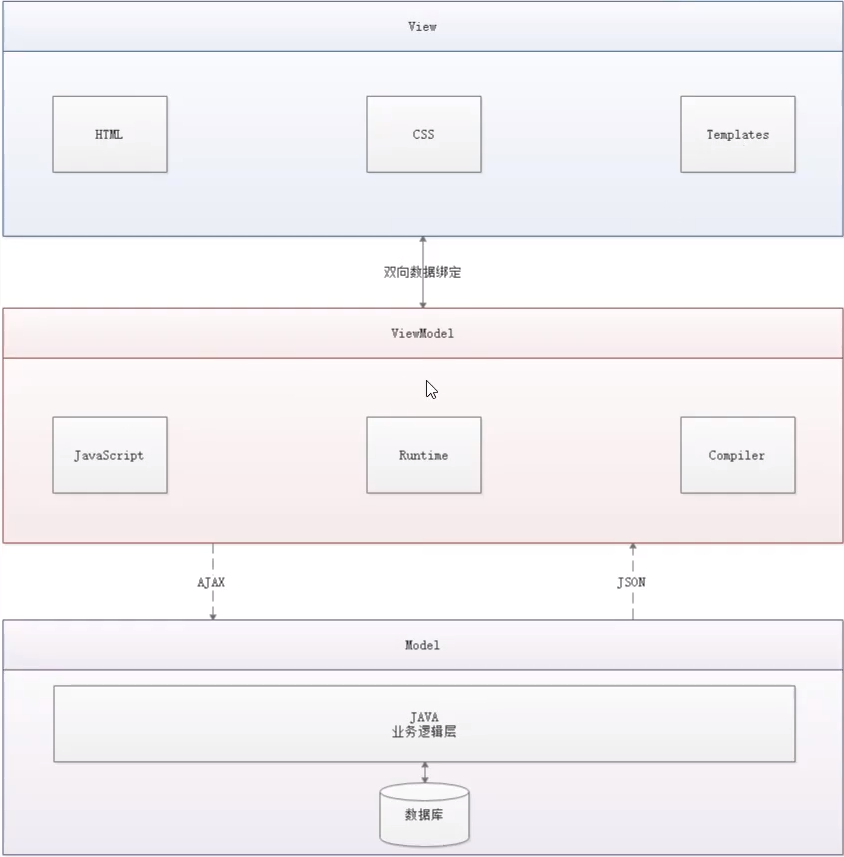 View
HTML
CSS
Templates
双向数据绑定
ViewModel
JavaScript
Runtime
Compiler
AJAX
JSON
Model
JAVA
业务逻辑层
数据库